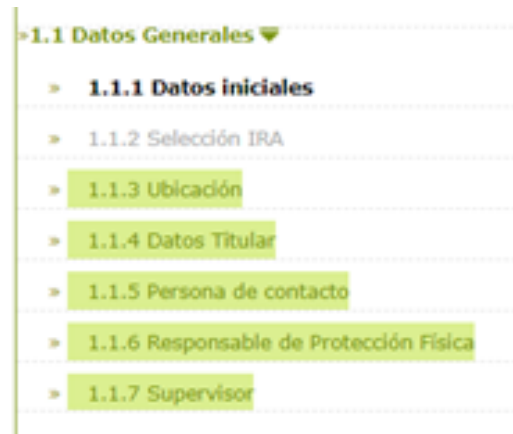 »1.1 Datos Generales
» 1.1.1 Datos iniciales
» 1.1.2 Selección IRA
» 1.1.3 Ubicación
» 1.1.4 Datos Titular
» 1.1.5 Persona de contacto
» 1.1.6 Responsable de Protección Física
» 1.1.7 Supervisor